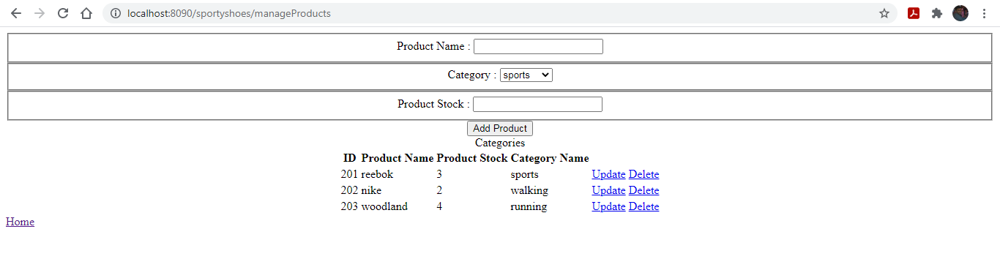 localhost:8090/sportyshoes/manageProducts
Product Name :
Category : sports
Product Stock :
Add Product
Categories
ID Product Name Product Stock Category Name
201 reebok 3 sports Update Delete
202 nike 2 walking Update Delete
203 woodland 4 running Update Delete
Home